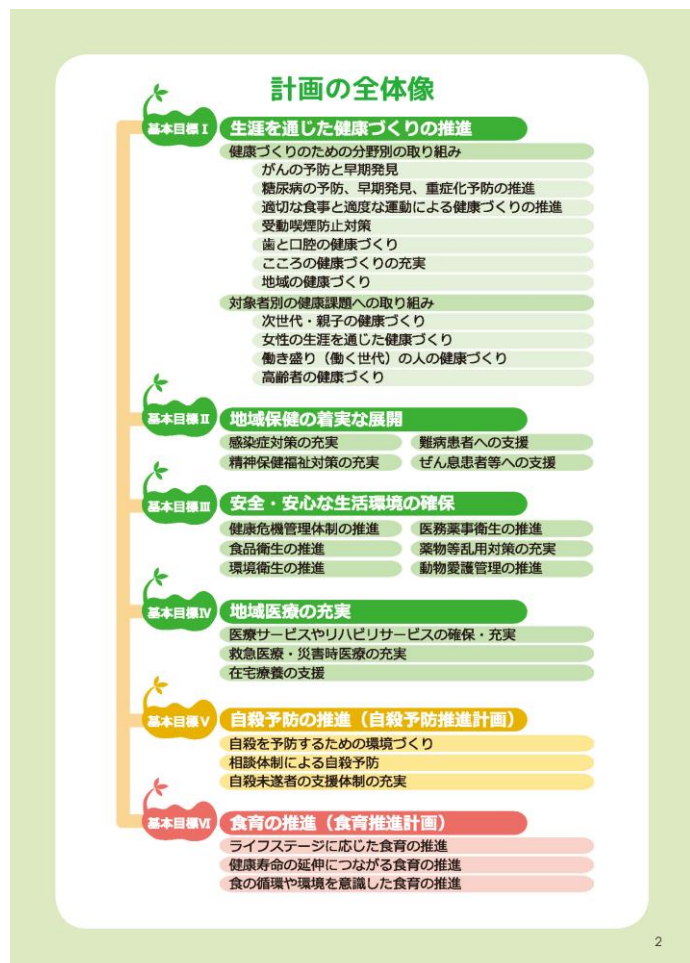 計画の全体像
基本目標Ⅰ 生涯を通じた健康づくりの推進
健康づくりのための分野別の取り組み
がんの予防と早期発見
糖尿病の予防、早期発見、重症化予防の推進
適切な食事と適度な運動による健康づくりの推進
受動喫煙防止対策
歯と口腔の健康づくり
こころの健康づくりの充実
地域の健康づくり
対象者別の健康課題への取り組み
次世代・親子の健康づくり
女性の生涯を通じた健康づくり
働き盛り（働く世代）の人の健康づくり
高齢者の健康づくり
基本目標Ⅱ 地域保健の着実な展開
感染症対策の充実 難病患者への支援
精神保健福祉対策の充実 ぜん息患者等への支援
基本目標Ⅲ 安全・安心な生活環境の確保
健康危機管理体制の推進 医務薬事衛生の推進
食品衛生の推進 薬物等乱用対策の充実
環境衛生の推進 動物愛護管理の推進
基本目標Ⅳ 地域医療の充実
医療サービスやリハビリサービスの確保・充実
救急医療・災害時医療の充実
在宅療養の支援
基本目標Ⅴ 自殺予防の推進（自殺予防推進計画）
自殺を予防するための環境づくり
相談体制による自殺予防
自殺未遂者の支援体制の充実
基本目標Ⅵ 食育の推進（食育推進計画）
ライフステージに応じた食育の推進
健康寿命の延伸につながる食育の推進
食の循環や環境を意識した食育の推進
2